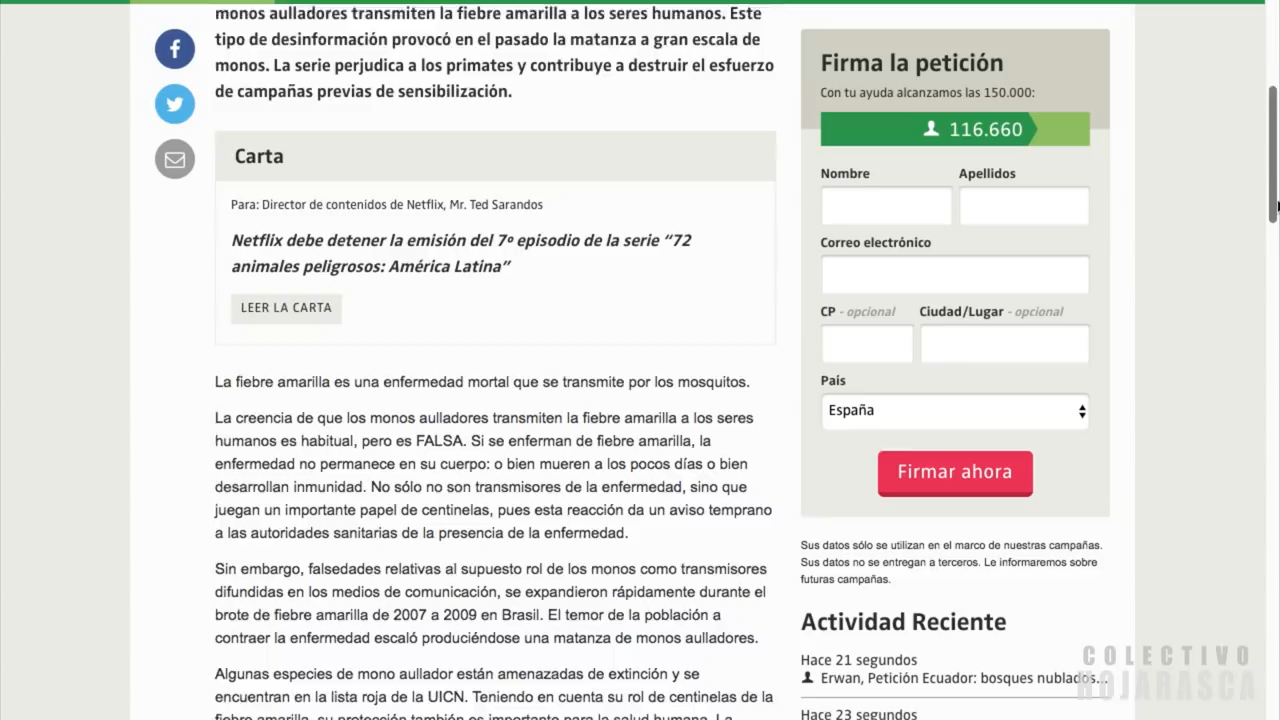 monos aulladores transmiten la fiebre amarilla a los seres humanos. Este
tipo de desinformación provocó en el pasado la matanza a gran escala de
monos. La serie perjudica a los primates y contribuye a destruir el esfuerzo
de campañas previas de sensibilización.
Carta
Para: Director de contenidos de Netflix, Mr. Ted Sarandos
Netflix debe detener la emisión del 7º episodio de la serie “72
animales peligrosos: América Latina”
LEER LA CARTA
La fiebre amarilla es una enfermedad mortal que se transmite por los mosquitos.
La creencia de que los monos aulladores transmiten la fiebre amarilla a los seres
humanos es habitual, pero es FALSA. Si se enferman de fiebre amarilla, la
enfermedad no permanece en su cuerpo: o bien mueren a los pocos días o bien
desarrollan inmunidad. No sólo no son transmisores de la enfermedad, sino que
juegan un importante papel de centinelas, pues esta reacción da un aviso temprano
a las autoridades sanitarias de la presencia de la enfermedad.
Sin embargo, falsedades relativas al supuesto rol de los monos como transmisores
difundidas en los medios de comunicación, se expandieron rápidamente durante el
brote de fiebre amarilla de 2007 a 2009 en Brasil. El temor de la población a
contraer la enfermedad escaló produciéndose una matanza de monos aulladores.
Algunas especies de mono aullador están amenazadas de extinción y se
encuentran en la lista roja de la UICN. Teniendo en cuenta su rol de centinelas de la
fiebre amarilla, su protección también es importante para la salud humana. La
Firma la petición
Con tu ayuda alcanzamos las 150.000:
116.660
Nombre Apellidos
Correo electrónico
CP - opcional Ciudad/Lugar - opcional
País
España
Firmar ahora
Sus datos sólo se utilizan en el marco de nuestras campañas.
Sus datos no se entregan a terceros. Le informaremos sobre
futuras campañas.
Actividad Reciente
Hace 21 segundos
Erwan, Petición Ecuador: bosques nublados...
Hace 23 segundos
COLECTIVO
HOJARASCA